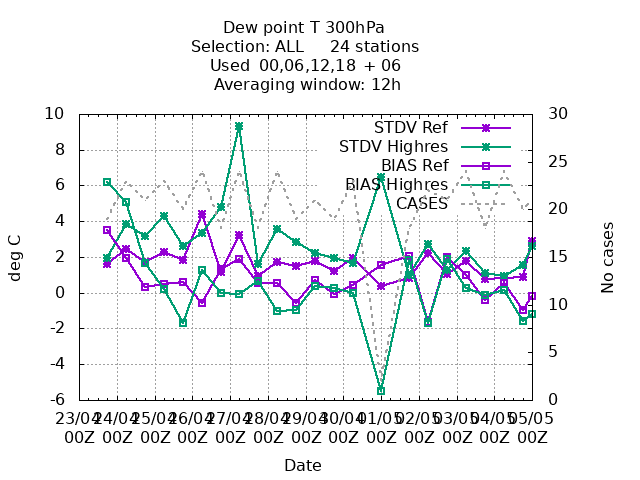 Dew point T 300hPa
Selection: ALL 24 stations
Used 00,06,12,18 + 06
Averaging window: 12h
10 30
STDV Ref
STDV Highres
BIAS Ref
BIAS Highres
CASES
8
6
4
2
0
-2
-4
-6
25
20
15
10
5
0
deg C
No cases
23/04 24/04 25/04 26/04 27/04 28/04 29/04 30/04 01/05 02/05 03/05 04/05 05/05
00Z 00Z 00Z 00Z 00Z 00Z 00Z 00Z 00Z 00Z 00Z 00Z 00Z
Date